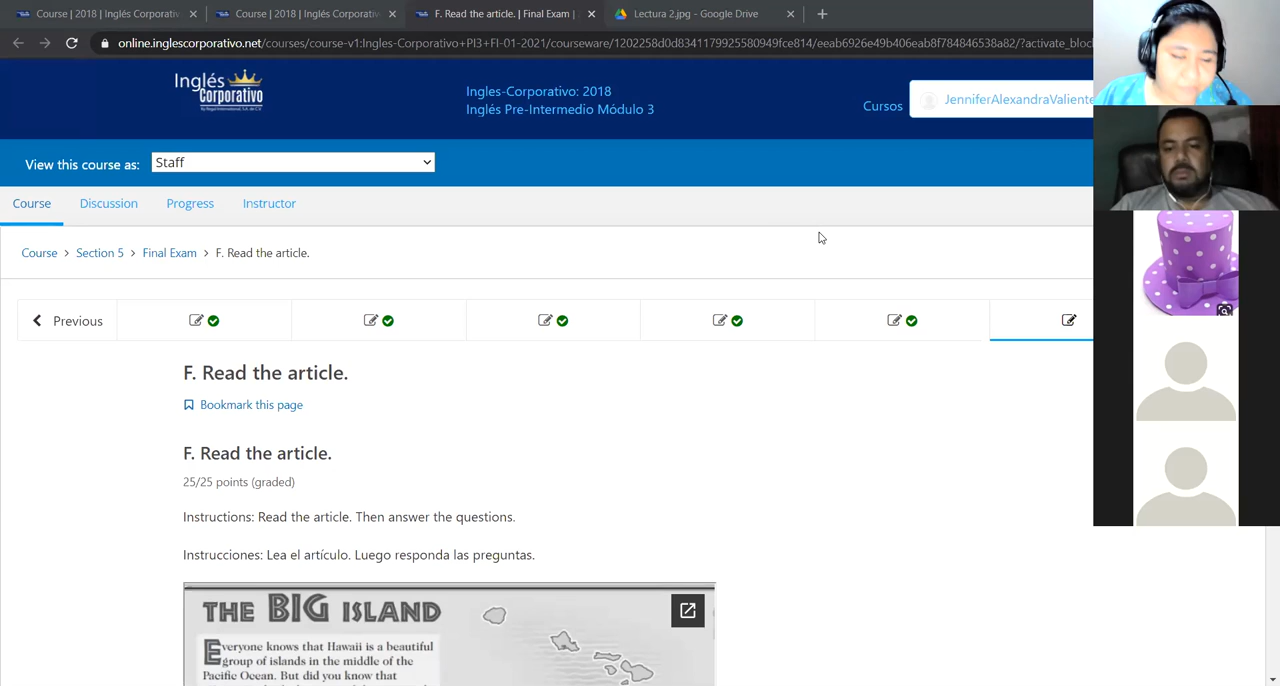 Course | 2018 | Inglés Corporativ
Course | 2018 | Inglés Corporativ
F. Read the article. | Final Exam |
Lectura 2.jpg - Google Drive
online.inglescorporativo.net/courses/course-v1:Ingles-Corporativo+PI3+FI-01-2021/courseware/1202258d0d8341179925580949fce814/eeab6926e49b406eab8f784846538a82/?activate_bloc
Inglés
Corporativo
Ingles-Corporativo: 2018
Inglés Pre-Intermedio Módulo 3
Cursos
JenniferAlexandraValiente
View this course as:
Staff
Course
Discussion
Progress
Instructor
Course > Section 5 > Final Exam > F. Read the article.
Previous
F. Read the article.
Bookmark this page
F. Read the article.
25/25 points (graded)
Instructions: Read the article. Then answer the questions.
Instrucciones: Lea el artículo. Luego responda las preguntas.
THE BIG ISLAND
Everyone knows that Hawaii is a beautiful
group of islands in the middle of the
Pacific Ocean. But did you know that